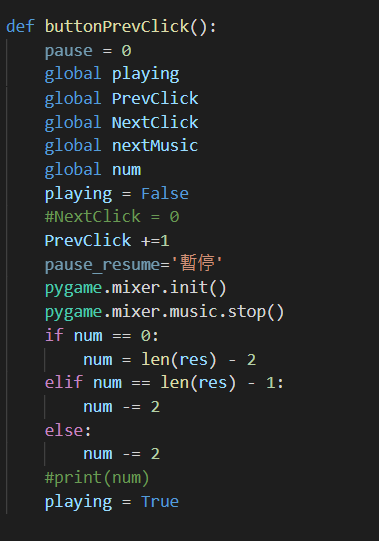 def buttonPrevClick():
    pause = 0
    global playing
    global PrevClick
    global NextClick
    global nextMusic
    global num
    playing = False
    #NextClick = 0
    PrevClick +=1
    pause_resume='暫停'
    pygame.mixer.init()
    pygame.mixer.music.stop()
    if num == 0:
        num = len(res) - 2
    elif num == len(res) - 1:
        num -= 2
    else:
        num -= 2
    #print(num)
    playing = True